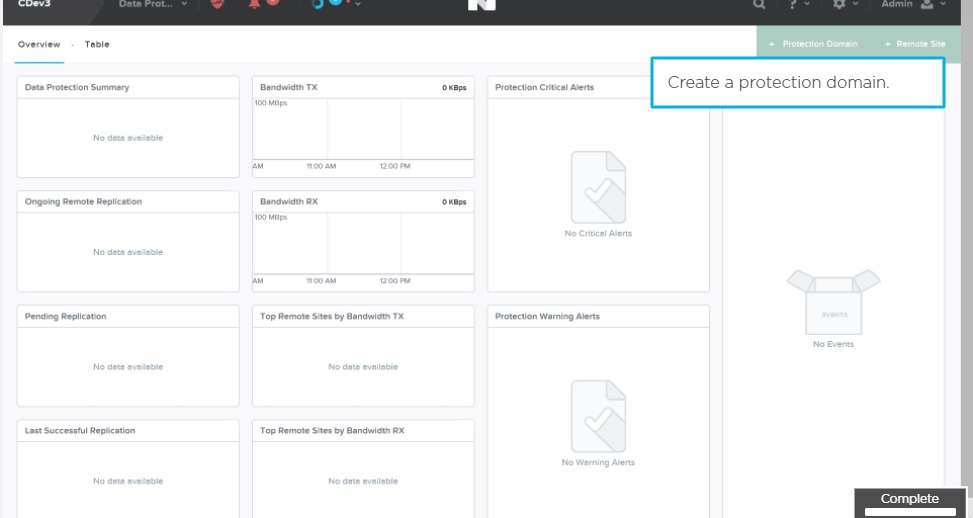 CDev3 Data Prot... ? Admin
Overview · Table + Protection Domain + Remote Site
Create a protection domain.
Data Protection Summary
No data available
Bandwidth TX 0 KBps
100 MBps
AM 11:00 AM 12:00 PM
Protection Critical Alerts
No Critical Alerts
Ongoing Remote Replication
No data available
Bandwidth RX 0 KBps
100 MBps
AM 11:00 AM 12:00 PM
EVENTS
No Events
Pending Replication
No data available
Top Remote Sites by Bandwidth TX
No data available
Protection Warning Alerts
No Warning Alerts
Last Successful Replication
No data available
Top Remote Sites by Bandwidth RX
No data available
Complete